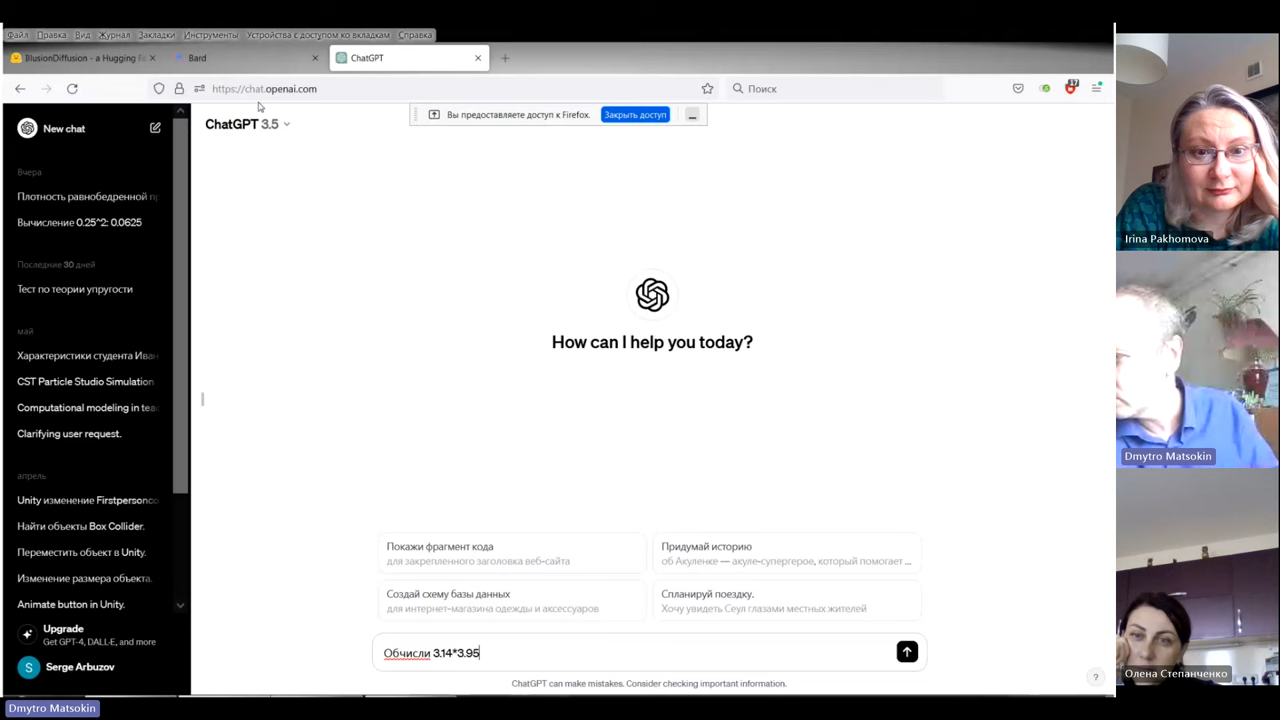 Файл Правка Вид Журнал Закладки Инструменты Устройства с доступом ко вкладкам Справка
IllusionDiffusion - a Hugging Fa
Bard
ChatGPT
https://chat.openai.com
Поиск
17
Вы предоставляете доступ к Firefox. Закрыть доступ
New chat
ChatGPT 3.5
Вчера
Плотность равнобедренной п
Вычисление 0.25^2: 0.0625
Последние 30 дней
Тест по теории упругости
май
Характеристики студента Иван
CST Particle Studio Simulation
Computational modeling in teac
Clarifying user request.
апрель
Unity изменение Firstpersonco
Найти объекты Box Collider.
Переместить объект в Unity.
Изменение размера объекта.
Animate button in Unity.
Upgrade
Get GPT-4, DALL·E, and more
S
Serge Arbuzov
How can I help you today?
Покажи фрагмент кода
для закрепленного заголовка веб-сайта
Придумай историю
об Акуленке — акуле-супергерое, который помогает ...
Создай схему базы данных
для интернет-магазина одежды и аксессуаров
Спланируй поездку.
Хочу увидеть Сеул глазами местных жителей
Обчисли 3.14*3.95
ChatGPT can make mistakes. Consider checking important information.
?
Irina Pakhomova
Dmytro Matsokin
Олена Степанченко
Dmytro Matsokin